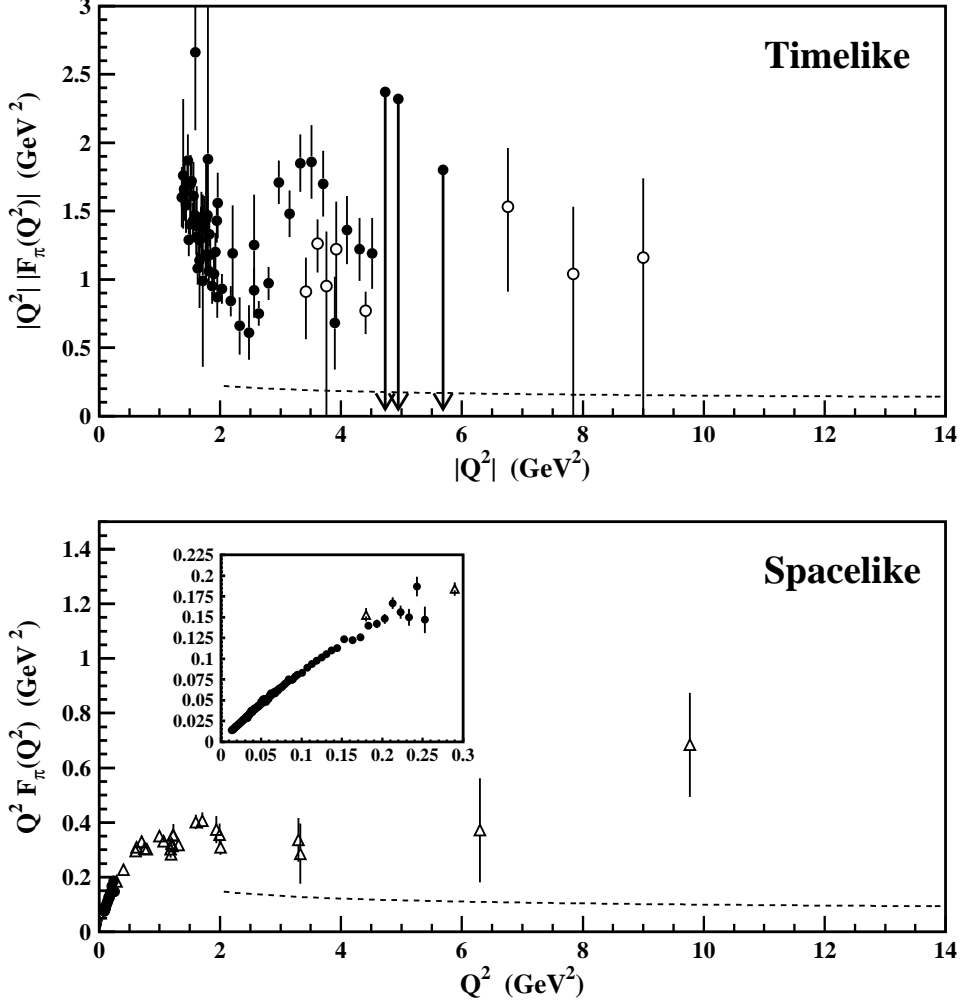 Timelike
|Q²| |F_π(Q²)| (GeV²)
3
2.5
2
1.5
1
0.5
0
0 2 4 6 8 10 12 14
|Q²| (GeV²)
Spacelike
Q² F_π(Q²) (GeV²)
1.4
1.2
1
0.8
0.6
0.4
0.2
0
0.225
0.2
0.175
0.15
0.125
0.1
0.075
0.05
0.025
0
0 0.05 0.1 0.15 0.2 0.25 0.3
0 2 4 6 8 10 12 14
Q² (GeV²)